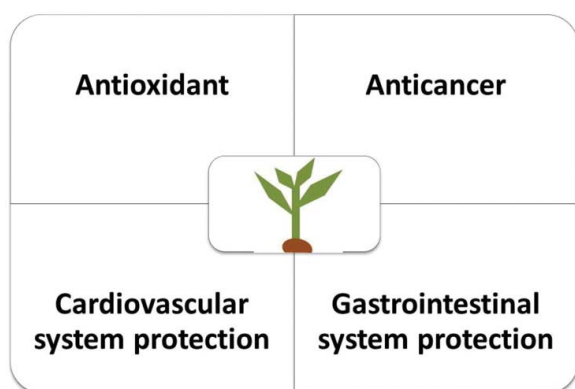 Antioxidant
Anticancer
Cardiovascular
system protection
Gastrointestinal
system protection